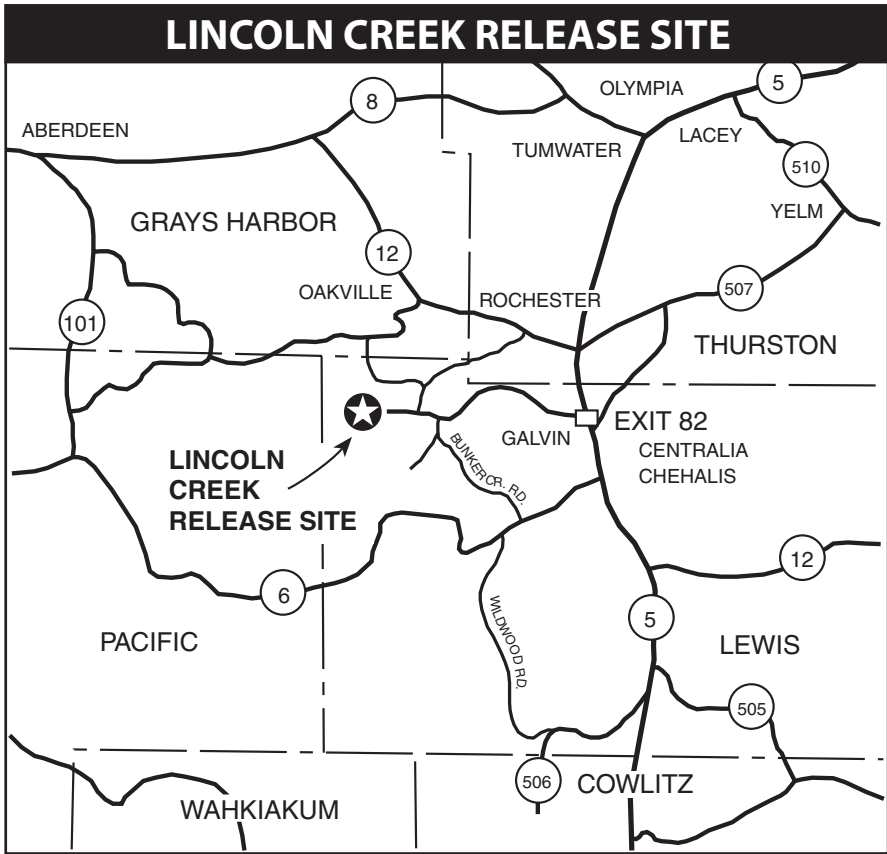 LINCOLN CREEK RELEASE SITE
OLYMPIA
5
8
ABERDEEN
TUMWATER
LACEY
510
YELM
GRAYS HARBOR
12
OAKVILLE
ROCHESTER
507
101
THURSTON
EXIT 82
GALVIN
CENTRALIA
CHEHALIS
BUNKER CR. RD.
LINCOLN
CREEK
RELEASE SITE
12
6
5
WILDWOOD RD.
PACIFIC
LEWIS
505
506
COWLITZ
WAHKIAKUM